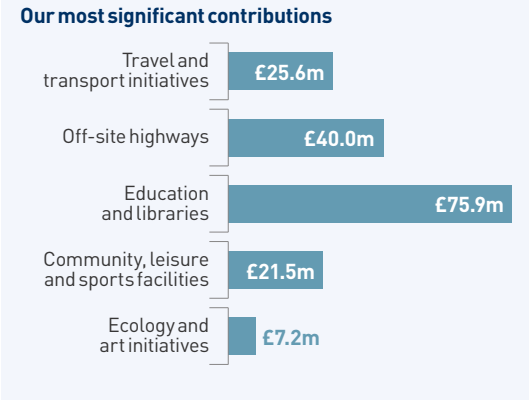 Our most significant contributions
Travel and
transport initiatives
£25.6m
Off-site highways
£40.0m
Education
and libraries
£75.9m
Community, leisure
and sports facilities
£21.5m
Ecology and
art initiatives
£7.2m